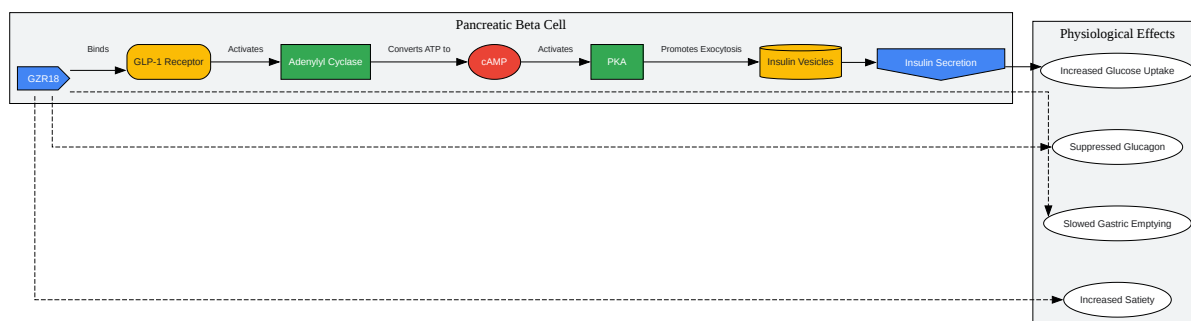 Pancreatic Beta Cell
Physiological Effects
Binds
Activates
Converts ATP to
Activates
Promotes Exocytosis
GZR18
GLP-1 Receptor
Adenylyl Cyclase
cAMP
PKA
Insulin Vesicles
Insulin Secretion
Increased Glucose Uptake
Suppressed Glucagon
Slowed Gastric Emptying
Increased Satiety